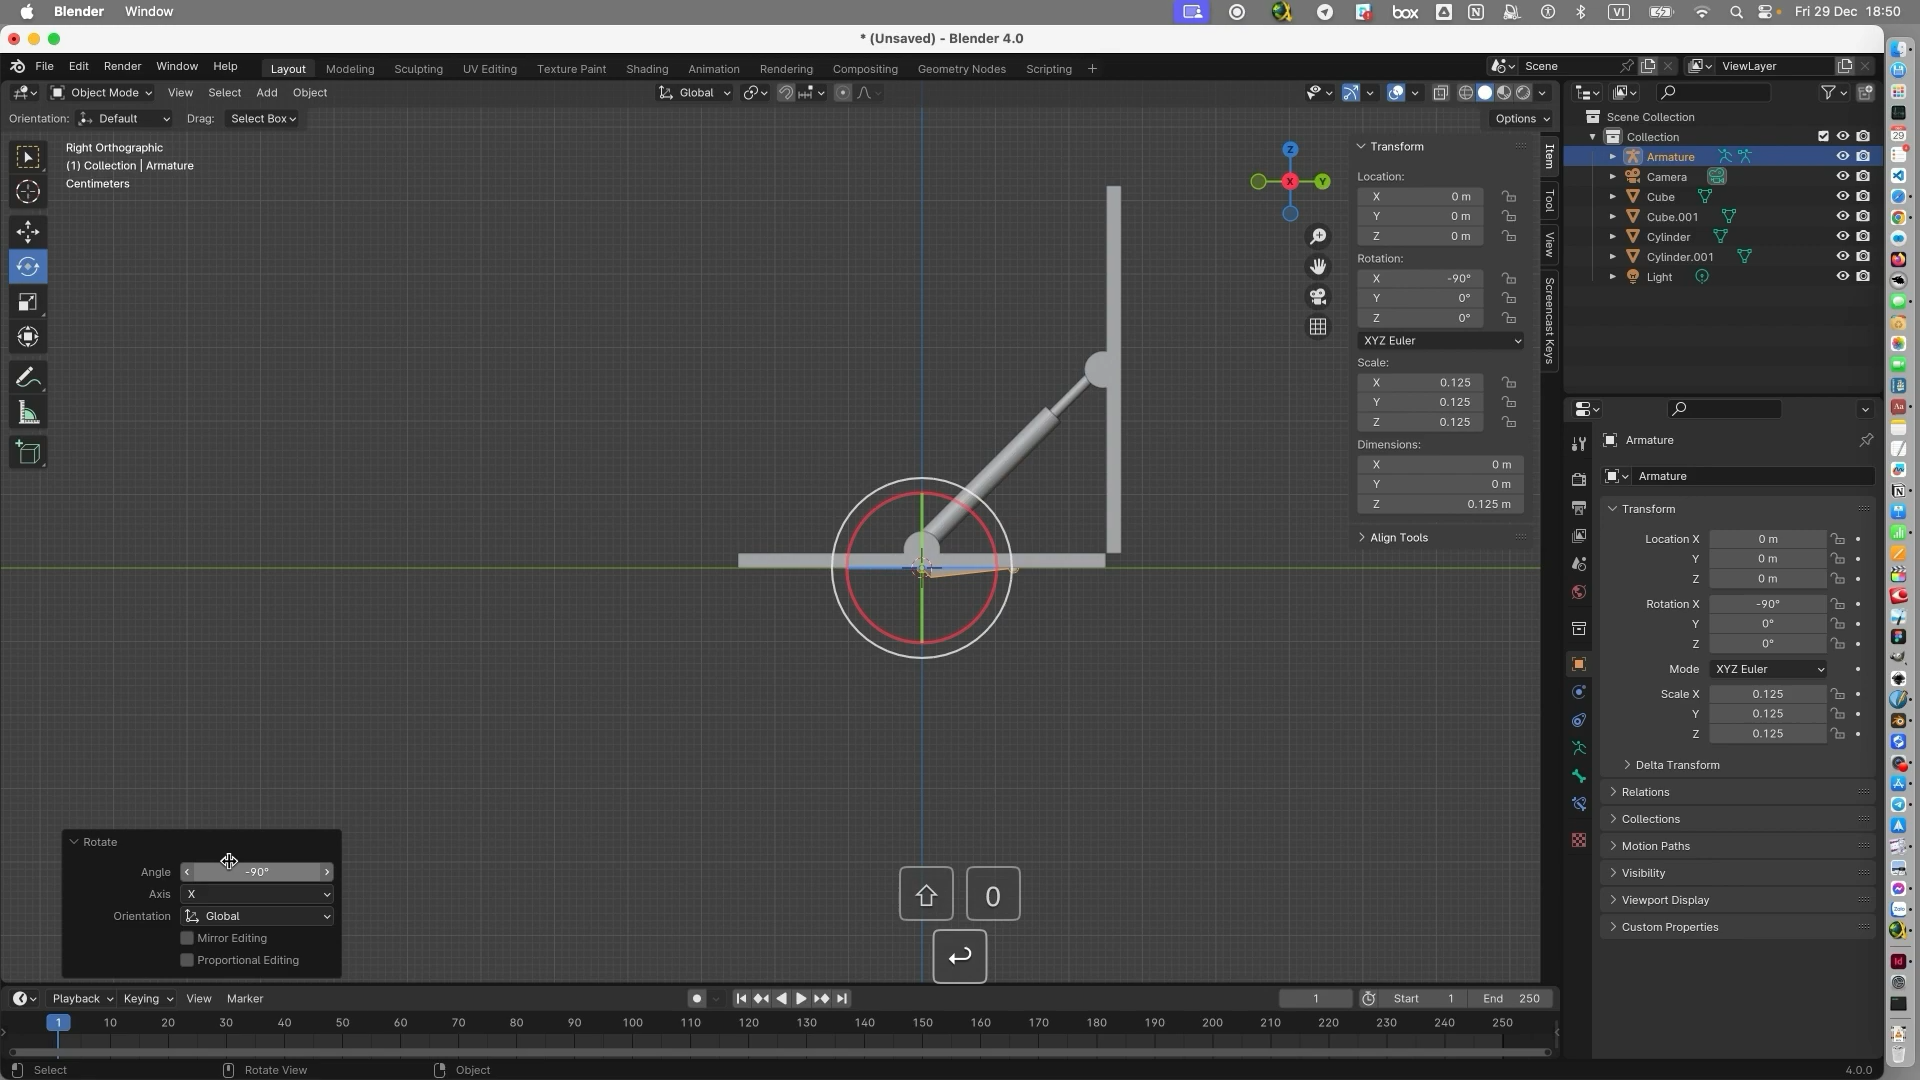 Blender Window
box
VI
Fri 29 Dec 18:50
* (Unsaved) - Blender 4.0
File Edit Render Window Help
Layout Modeling Sculpting UV Editing Texture Paint Shading Animation Rendering Compositing Geometry Nodes Scripting +
Scene
ViewLayer
Object Mode View Select Add Object
Global
Orientation: Default Drag: Select Box
Options
Right Orthographic
(1) Collection | Armature
Centimeters
Z
X
Y
Transform
Location:
X 0 m
Y 0 m
Z 0 m
Rotation:
X -90°
Y 0°
Z 0°
XYZ Euler
Scale:
X 0.125
Y 0.125
Z 0.125
Dimensions:
X 0 m
Y 0 m
Z 0.125 m
Align Tools
Item
Tool
View
Screencast Keys
Scene Collection
Collection
Armature
Camera
Cube
Cube.001
Cylinder
Cylinder.001
Light
Armature
Armature
Transform
Location X 0 m
Y 0 m
Z 0 m
Rotation X -90°
Y 0°
Z 0°
Mode XYZ Euler
Scale X 0.125
Y 0.125
Z 0.125
Delta Transform
Relations
Collections
Motion Paths
Visibility
Viewport Display
Custom Properties
Rotate
Angle -90°
Axis X
Orientation Global
Mirror Editing
Proportional Editing
0
Playback Keying View Marker
1
Start 1
End 250
1 10 20 30 40 50 60 70 80 90 100 110 120 130 140 150 160 170 180 190 200 210 220 230 240 250
Select
Rotate View
Object
4.0.0